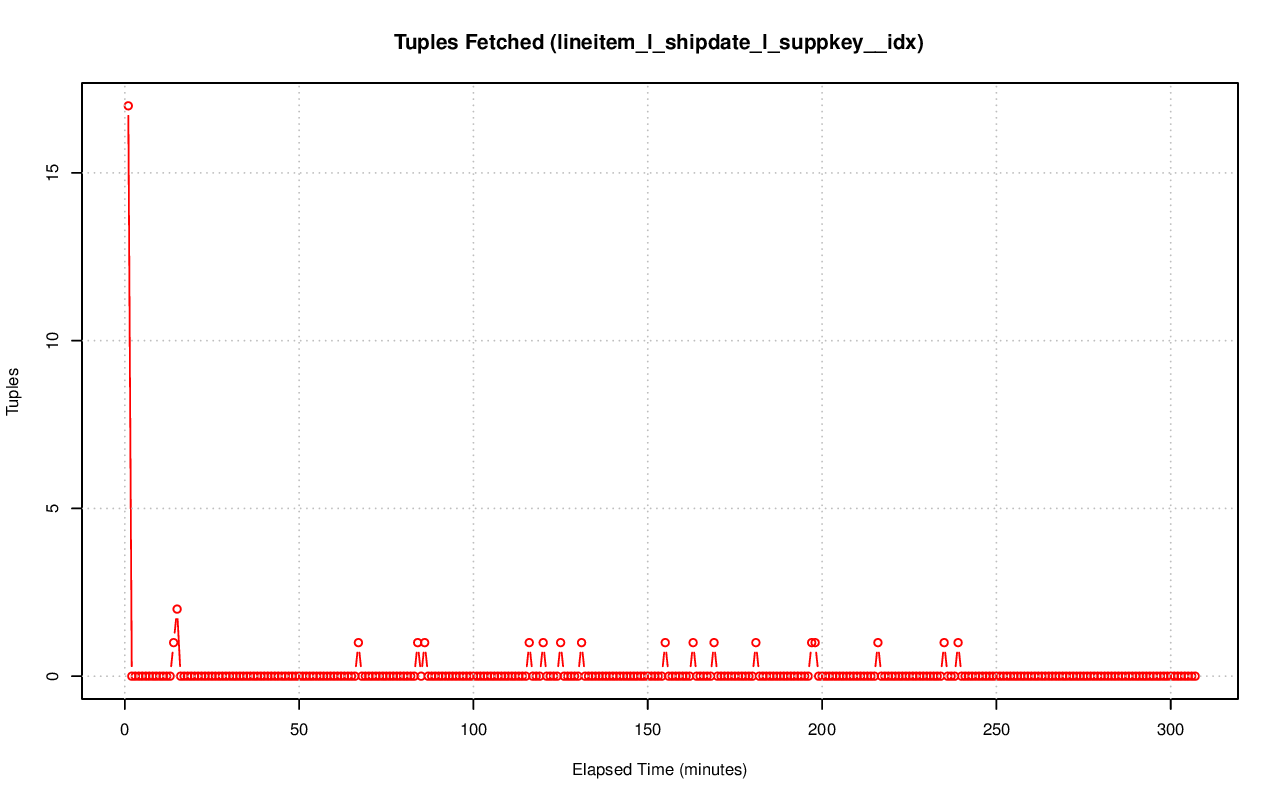 Tuples Fetched (lineitem_l_shipdate_l_suppkey__idx)
15
10
5
0
Tuples
0 50 100 150 200 250 300
Elapsed Time (minutes)